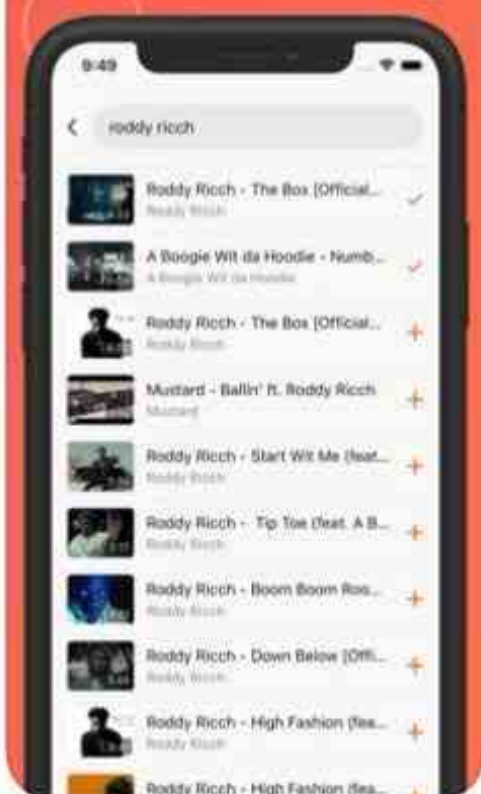 9:49
roddy ricch
Roddy Ricch - The Box [Official...
Roddy Ricch
A Boogie Wit da Hoodie - Numb...
A Boogie Wit da Hoodie
Roddy Ricch - The Box [Official...
Roddy Ricch
Mustard - Ballin' ft. Roddy Ricch
Mustard
Roddy Ricch - Start Wit Me (feat...
Roddy Ricch
Roddy Ricch - Tip Toe (feat. A B...
Roddy Ricch
Roddy Ricch - Boom Boom Roo...
Roddy Ricch
Roddy Ricch - Down Below [Offi...
Roddy Ricch
Roddy Ricch - High Fashion (fea...
Roddy Ricch
Roddy Ricch - High Fashion (fea...